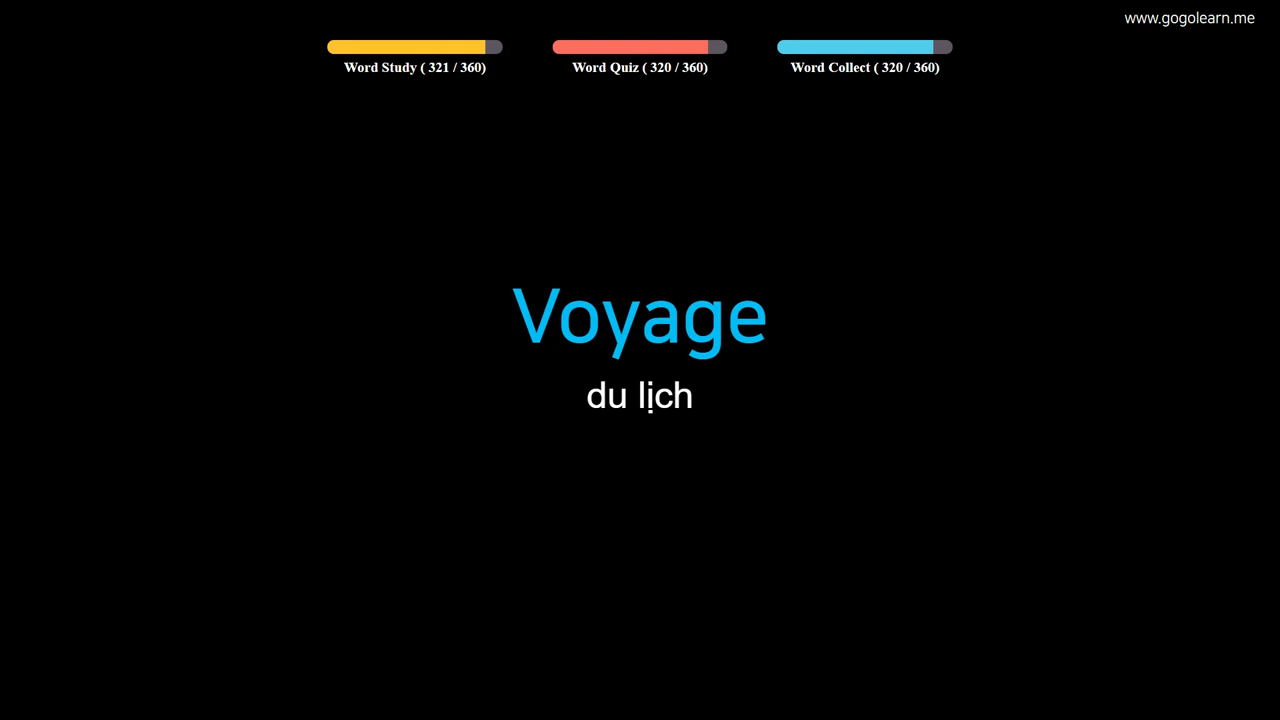 www.gogolearn.me
Word Study ( 321 / 360)
Word Quiz ( 320 / 360)
Word Collect ( 320 / 360)
Voyage
du lịch